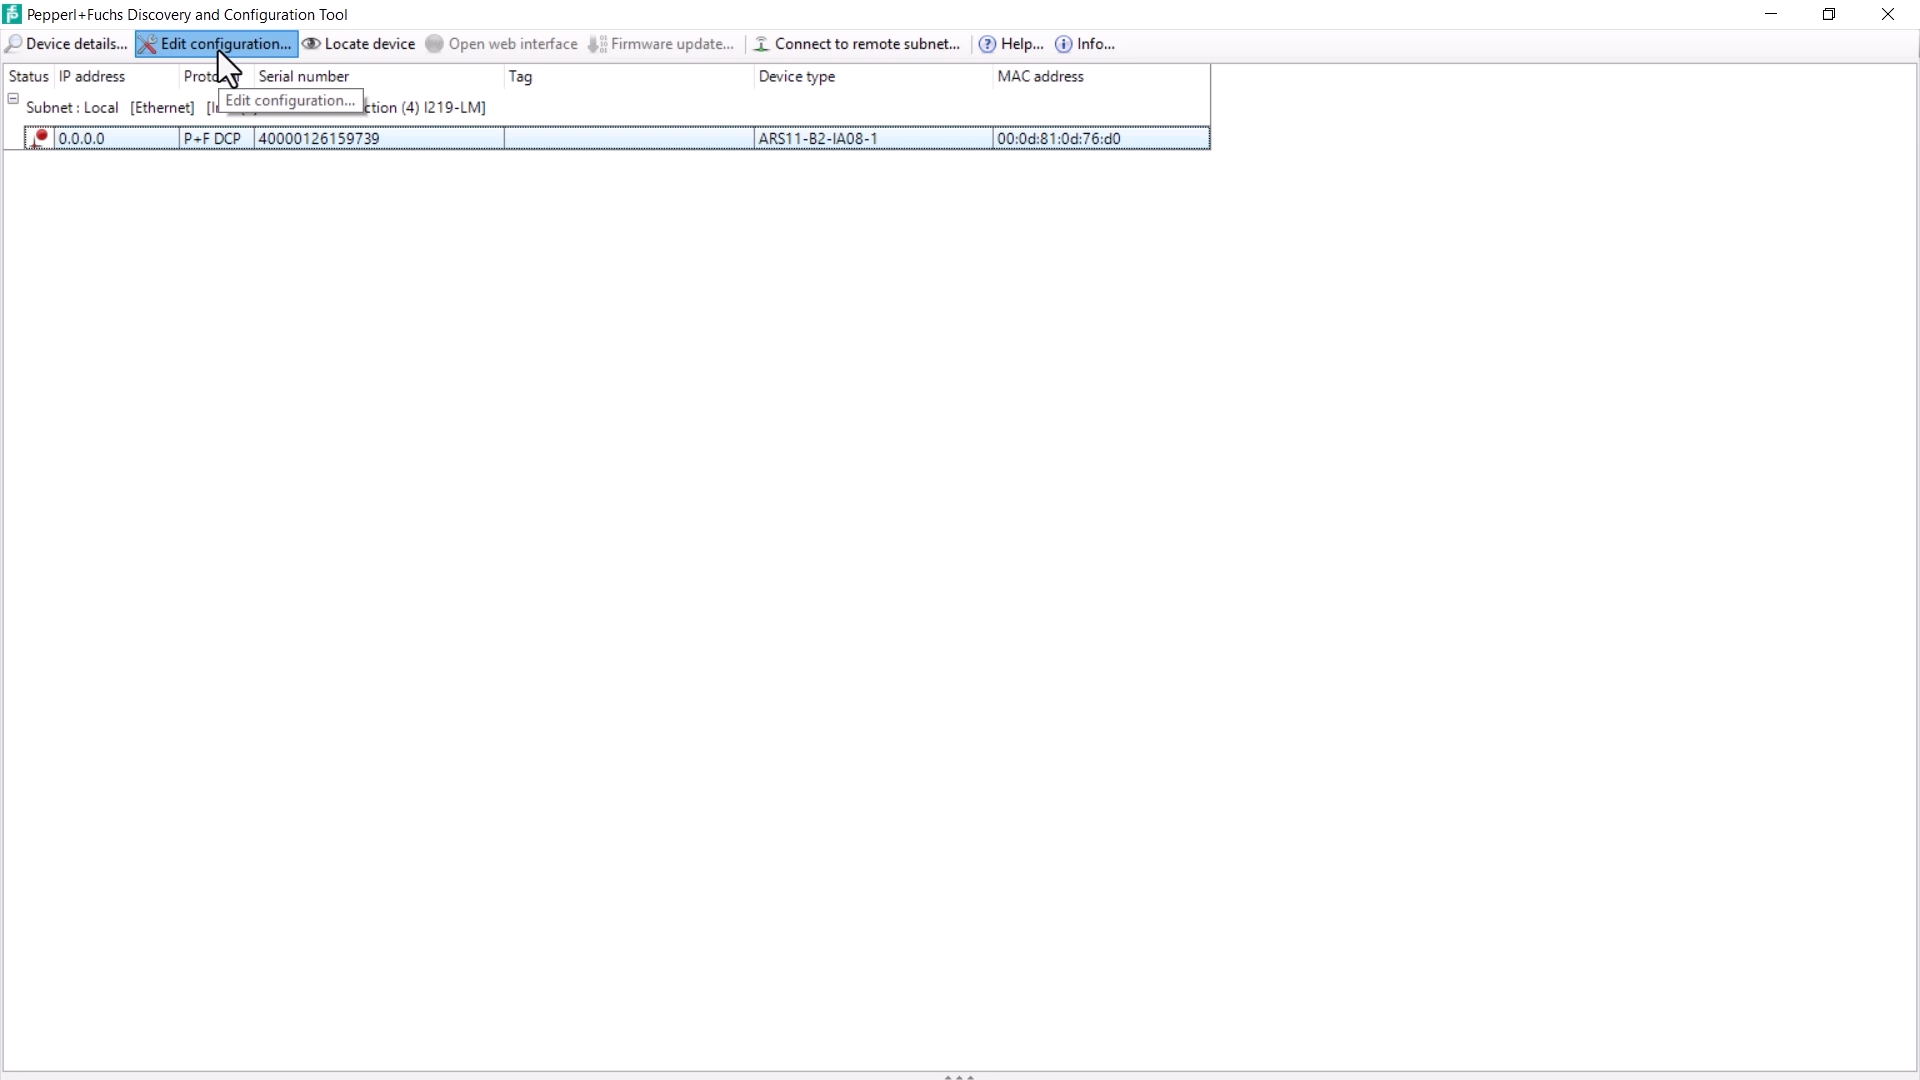 Pepperl+Fuchs Discovery and Configuration Tool
Device details... Edit configuration... Locate device Open web interface Firmware update... Connect to remote subnet... Help... Info...
Status IP address Serial number Tag Device type MAC address
Subnet : Local [Ethernet] (4) I219-LM]
Edit configuration...
0.0.0.0 P+F DCP 40000126159739 ARS11-B2-IA08-1 00:0d:81:0d:76:d0